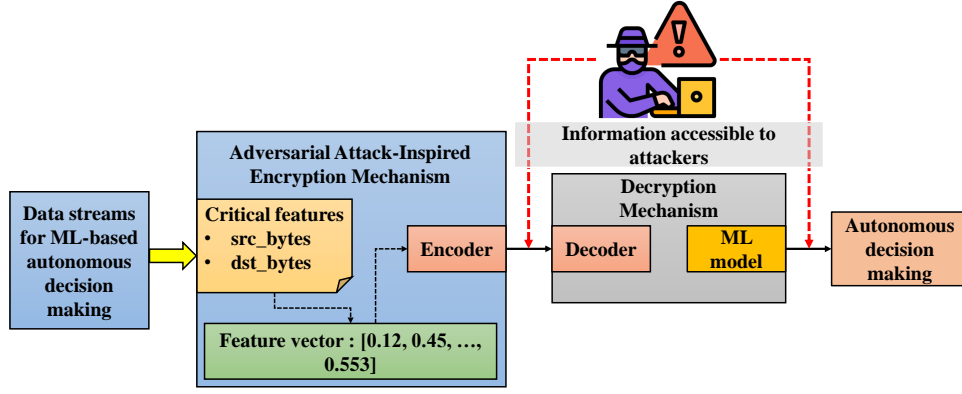 Information accessible to
attackers
Adversarial Attack-Inspired
Encryption Mechanism
Decryption
Mechanism
Data streams
for ML-based
autonomous
decision
making
Critical features
• src_bytes
• dst_bytes
Encoder
Decoder
ML
model
Autonomous
decision
making
Feature vector : [0.12, 0.45, …,
0.553]